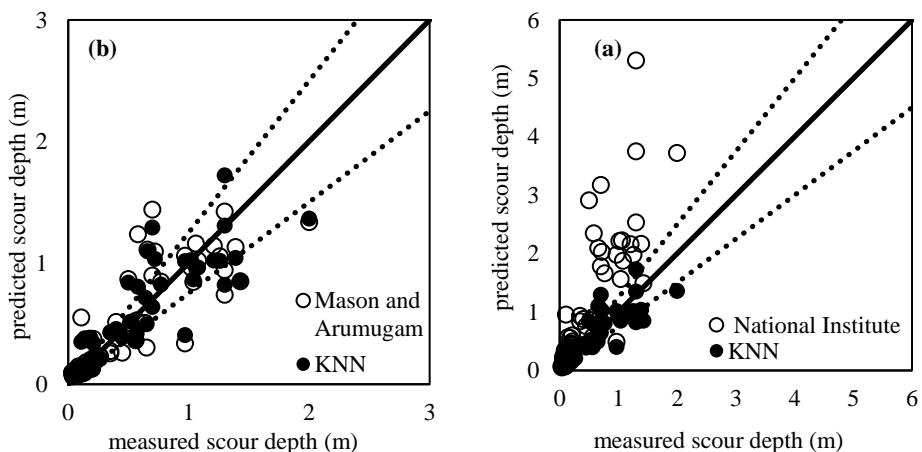 (b)
predicted scour depth (m)
3
2
1
0
0 1 2 3
measured scour depth (m)
Mason and
Arumugam
KNN
(a)
predicted scour depth (m)
6
5
4
3
2
1
0
0 1 2 3 4 5 6
measured scour depth (m)
National Institute
KNN